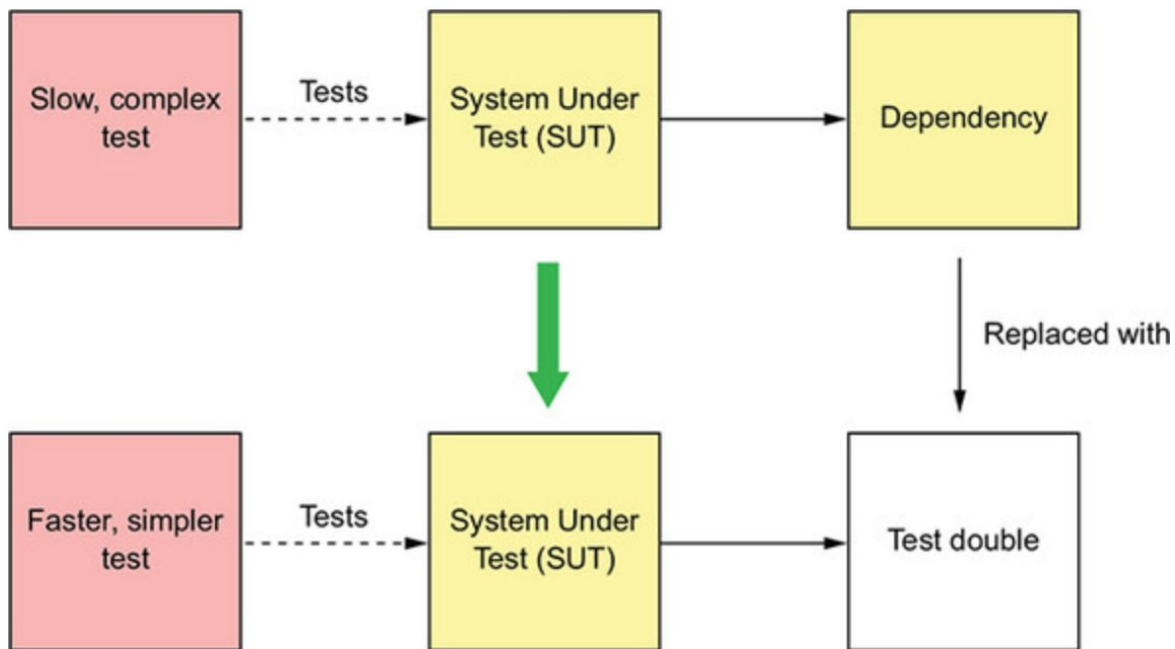 Slow, complex
test
Tests
System Under
Test (SUT)
Dependency
Replaced with
Faster, simpler
test
Tests
System Under
Test (SUT)
Test double